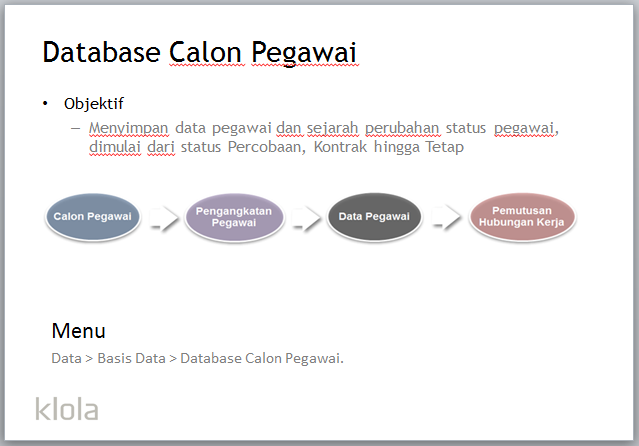 Database Calon Pegawai
• Objektif
– Menyimpan data pegawai dan sejarah perubahan status pegawai,
dimulai dari status Percobaan, Kontrak hingga Tetap
Calon Pegawai
Pengangkatan
Pegawai
Data Pegawai
Pemutusan
Hubungan Kerja
Menu
Data > Basis Data > Database Calon Pegawai.
klola